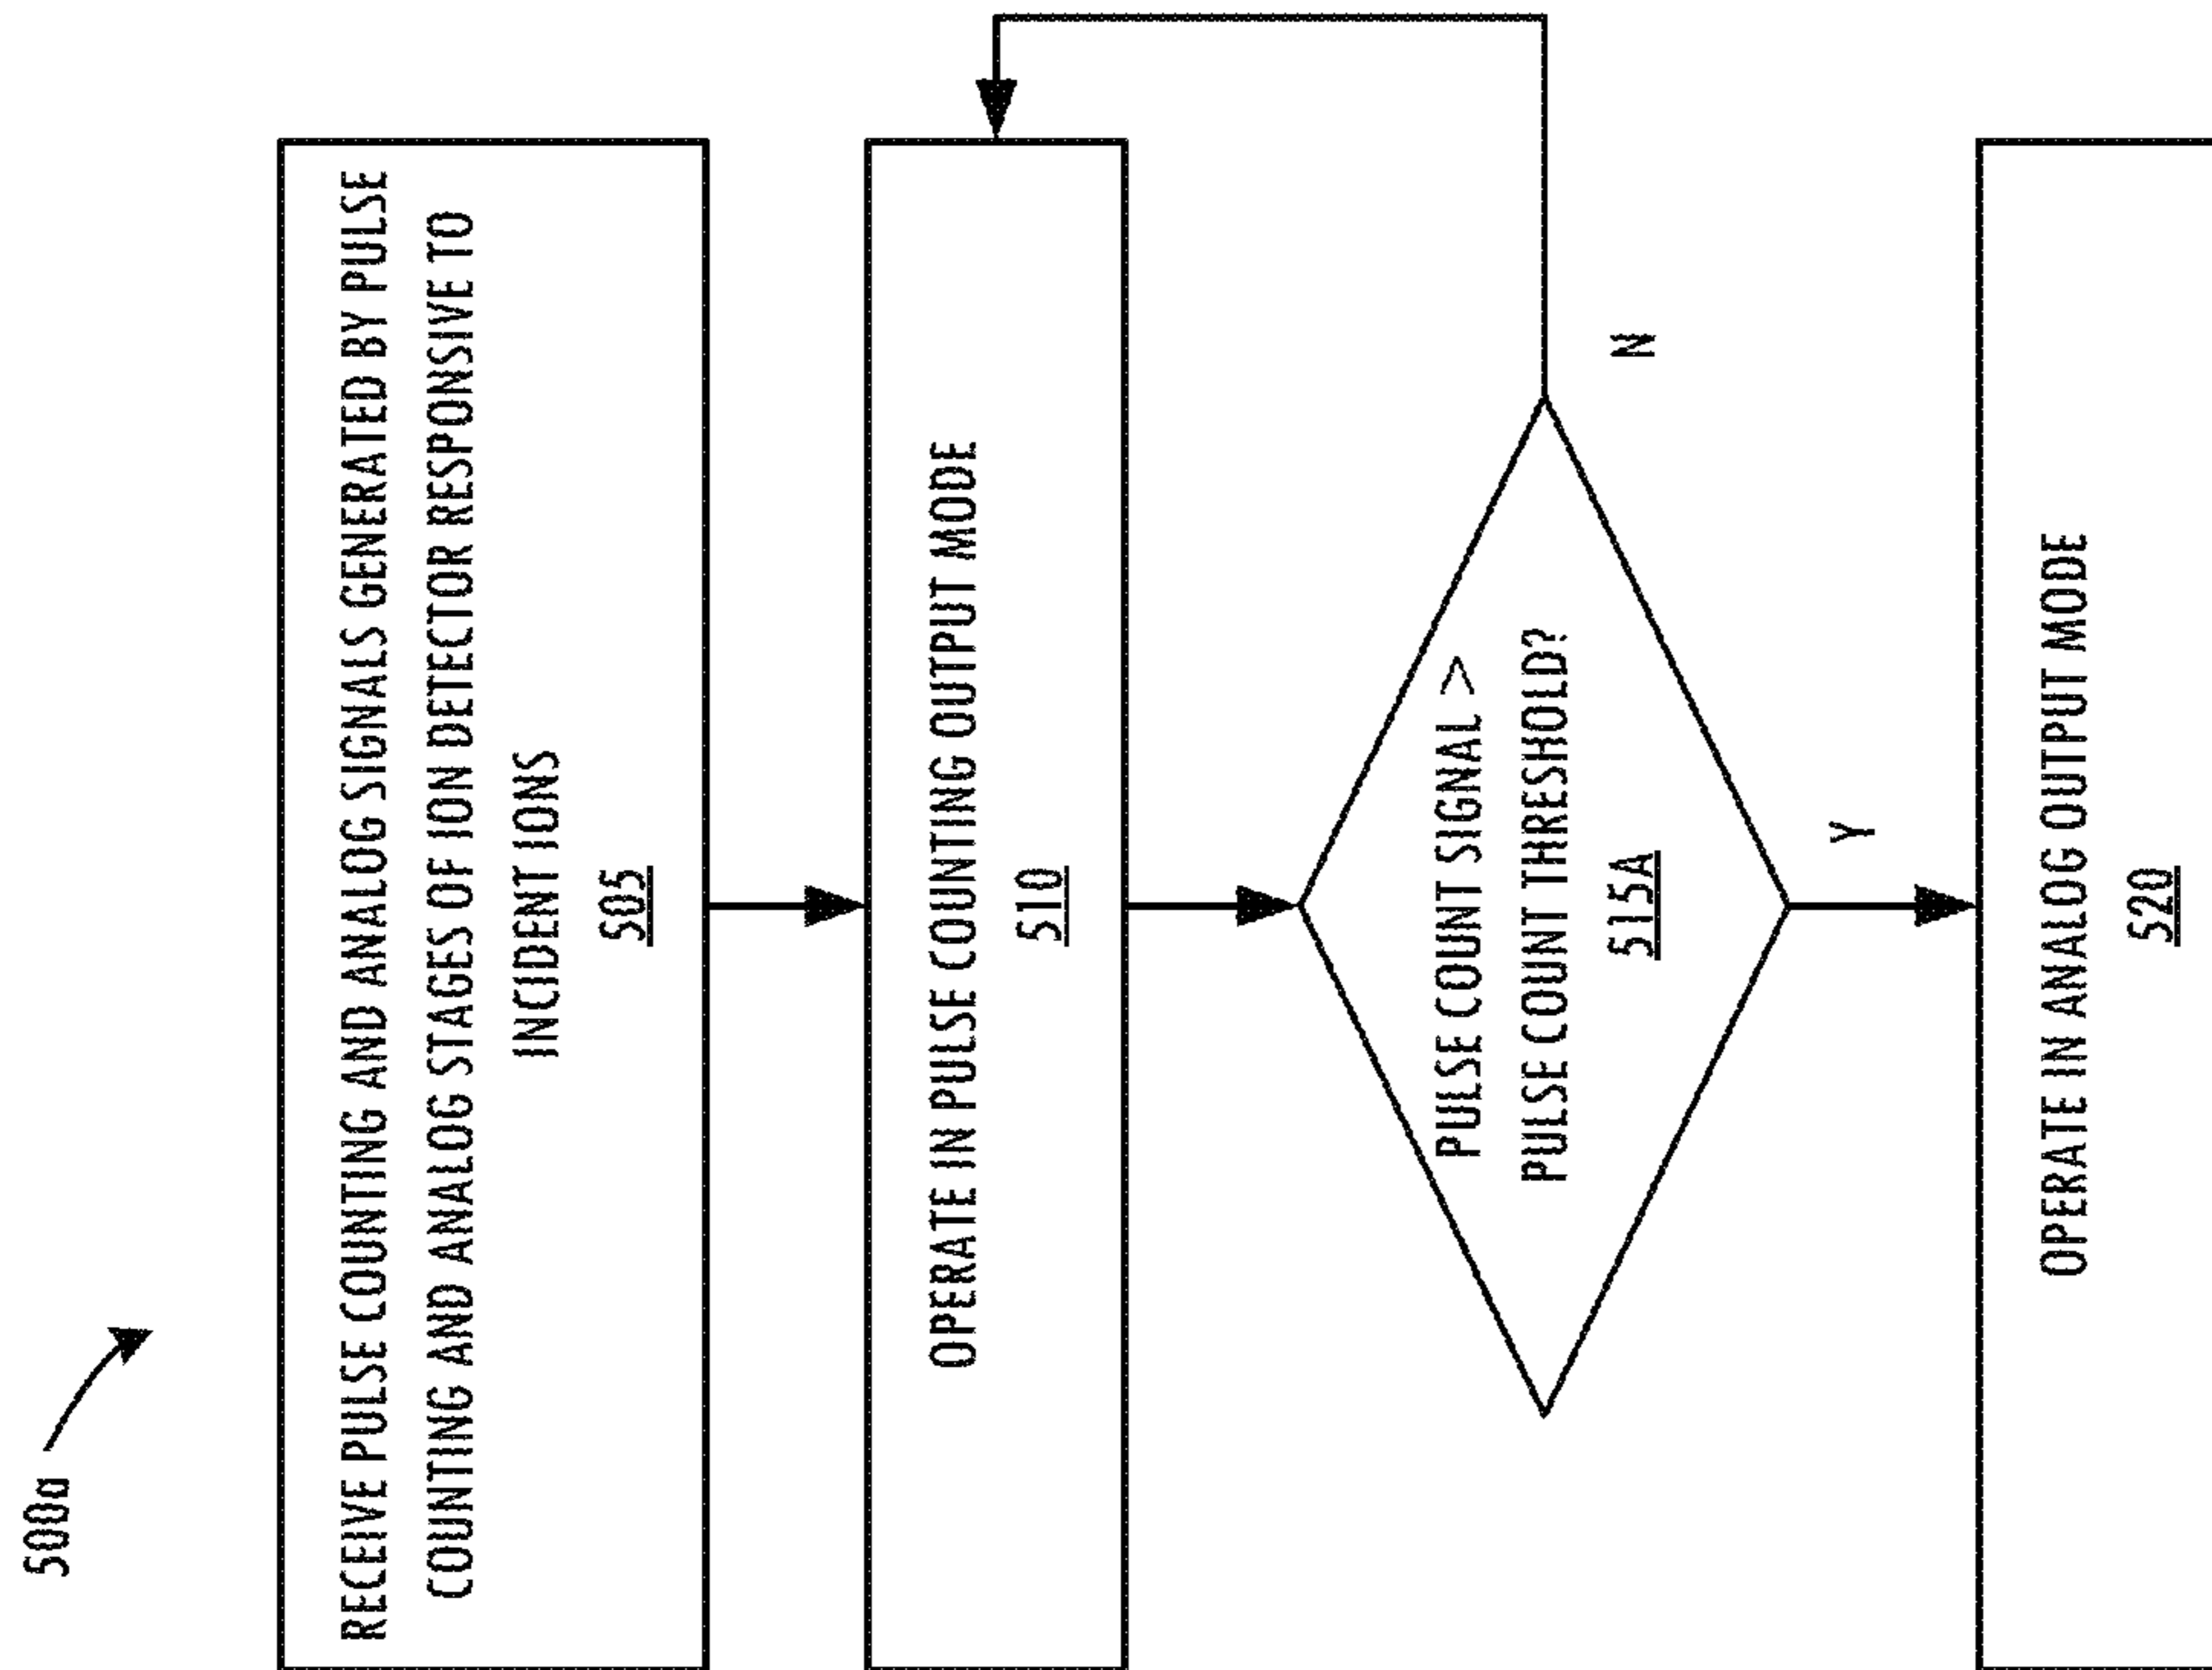 500a
RECEIVE PULSE COUNTING AND ANALOG SIGNALS GENERATED BY PULSE
COUNTING AND ANALOG STAGES OF ION DETECTOR RESPONSIVE TO
INCIDENT IONS
505
OPERATE IN PULSE COUNTING OUTPUT MODE
510
PULSE COUNT SIGNAL >
PULSE COUNT THRESHOLD?
515A
N
Y
OPERATE IN ANALOG OUTPUT MODE
520